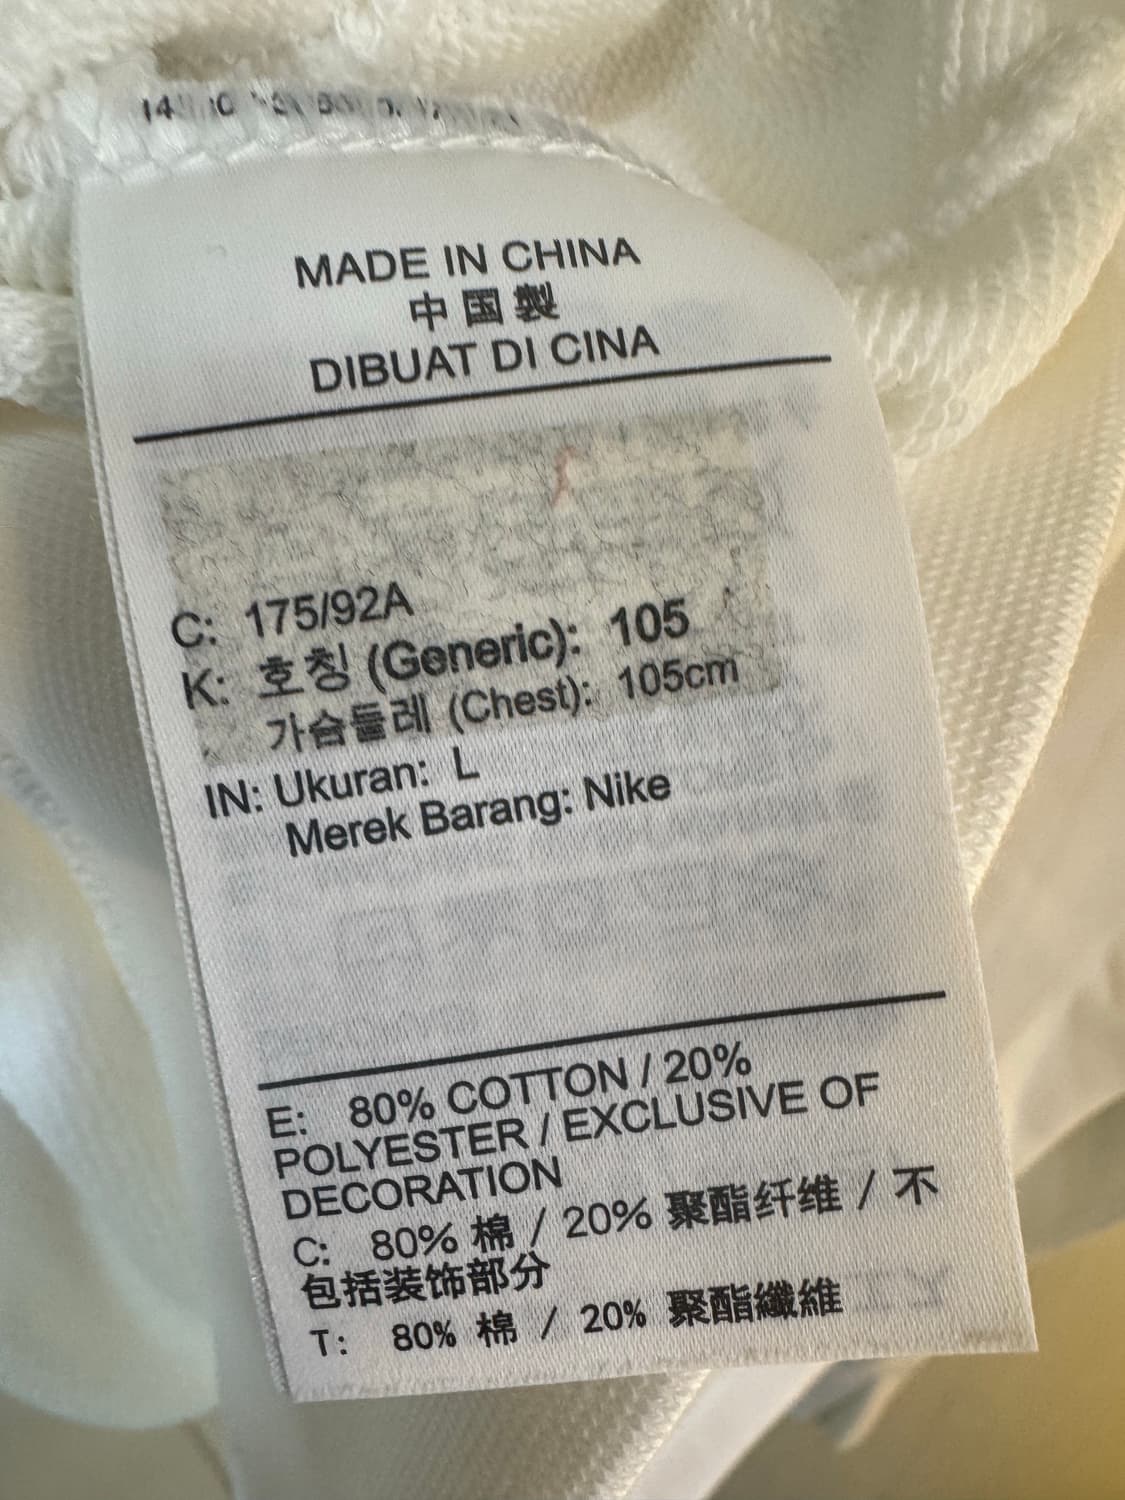 MADE IN CHINA
中国製
DIBUAT DI CINA
C: 175/92A
K: 호칭 (Generic): 105
가슴둘레 (Chest): 105cm
IN: Ukuran: L
Merek Barang: Nike
E: 80% COTTON / 20%
POLYESTER / EXCLUSIVE OF
DECORATION
C: 80% 棉 / 20% 聚酯纤维 / 不
包括装饰部分
T: 80% 棉 / 20% 聚酯纖維